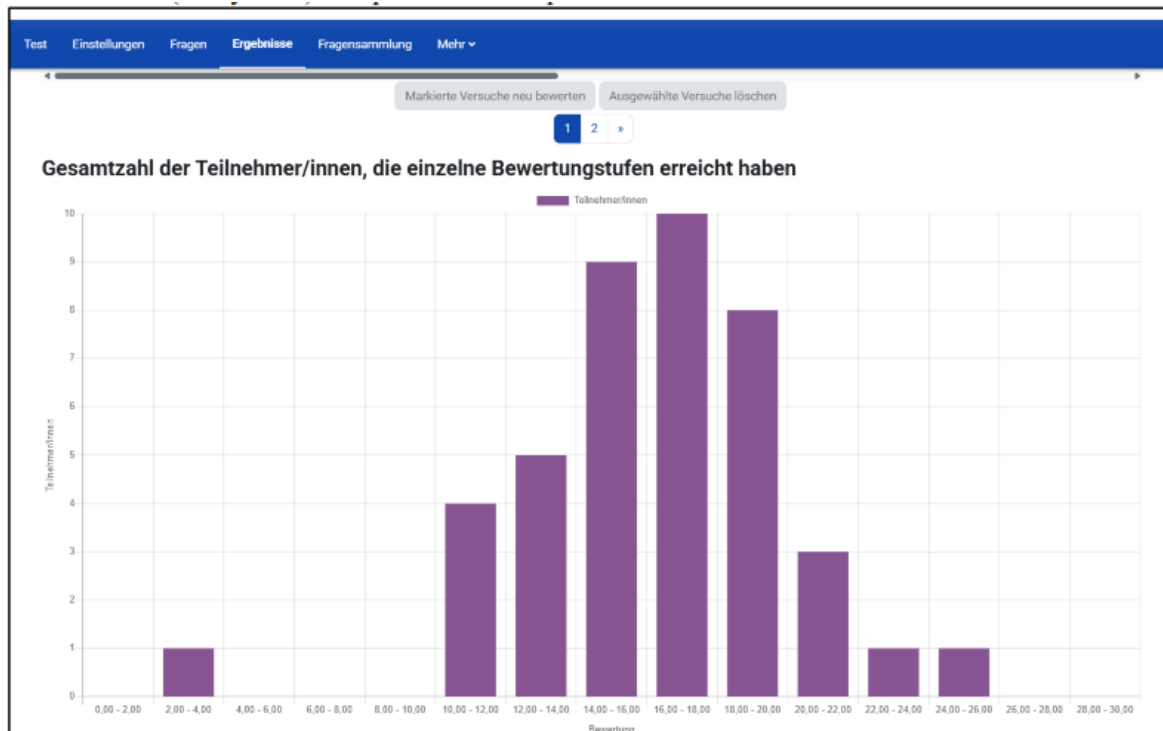 Test Einstellungen Fragen Ergebnisse Fragensammlung Mehr
Markierte Versuche neu bewerten Ausgewählte Versuche löschen
1 2 »
Gesamtzahl der Teilnehmer/innen, die einzelne Bewertungstufen erreicht haben
Teilnehmer/innen
10
9
8
7
6
5
4
3
2
1
0
Teilnehmer/innen
0,00 - 2,00 2,00 - 4,00 4,00 - 6,00 6,00 - 8,00 8,00 - 10,00 10,00 - 12,00 12,00 - 14,00 14,00 - 16,00 16,00 - 18,00 18,00 - 20,00 20,00 - 22,00 22,00 - 24,00 24,00 - 26,00 26,00 - 28,00 28,00 - 30,00
Bewertung